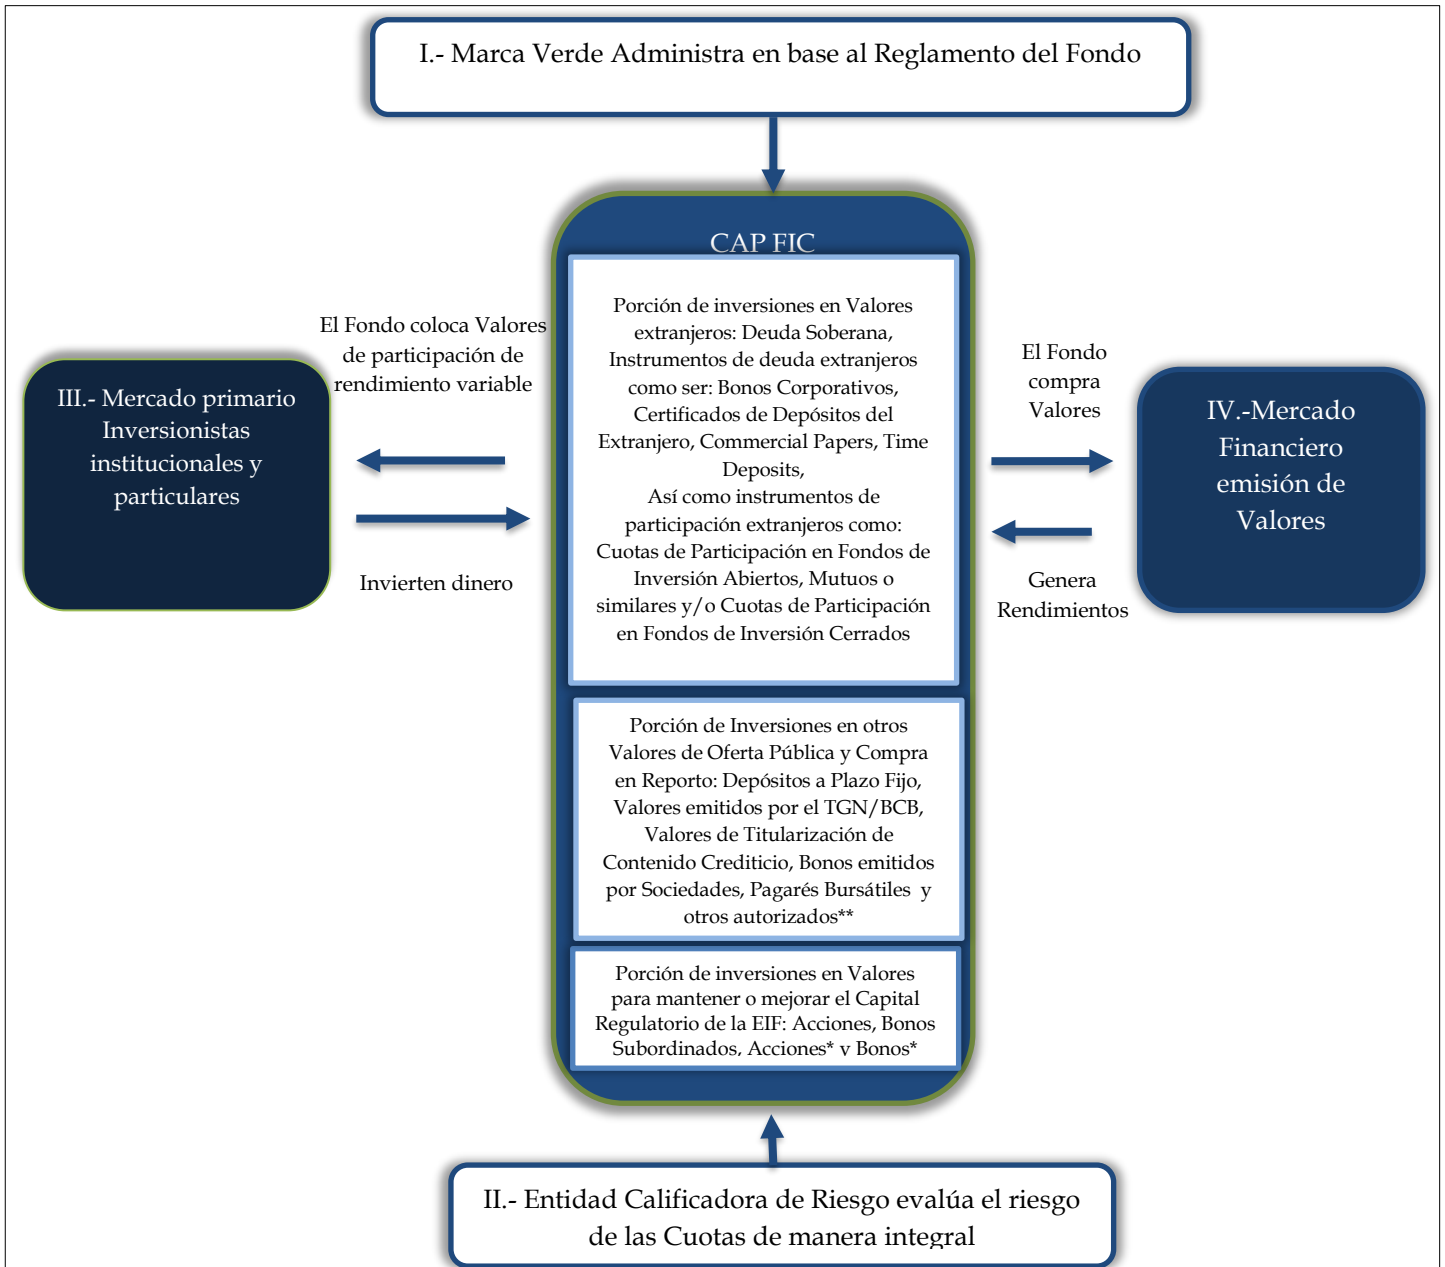 I.- Marca Verde Administra en base al Reglamento del Fondo
CAP FIC
Porción de inversiones en Valores
extranjeros: Deuda Soberana,
Instrumentos de deuda extranjeros
como ser: Bonos Corporativos,
Certificados de Depósitos del
Extranjero, Commercial Papers, Time
Deposits,
Así como instrumentos de
participación extranjeros como:
Cuotas de Participación en Fondos de
Inversión Abiertos, Mutuos o
similares y/o Cuotas de Participación
en Fondos de Inversión Cerrados
El Fondo coloca Valores
de participación de
rendimiento variable
III.- Mercado primario
Inversionistas
institucionales y
particulares
Invierten dinero
El Fondo
compra
Valores
IV.-Mercado
Financiero
emisión de
Valores
Genera
Rendimientos
Porción de Inversiones en otros
Valores de Oferta Pública y Compra
en Reporto: Depósitos a Plazo Fijo,
Valores emitidos por el TGN/BCB,
Valores de Titularización de
Contenido Crediticio, Bonos emitidos
por Sociedades, Pagarés Bursátiles y
otros autorizados**
Porción de inversiones en Valores
para mantener o mejorar el Capital
Regulatorio de la EIF: Acciones, Bonos
Subordinados, Acciones* y Bonos*
II.- Entidad Calificadora de Riesgo evalúa el riesgo
de las Cuotas de manera integral